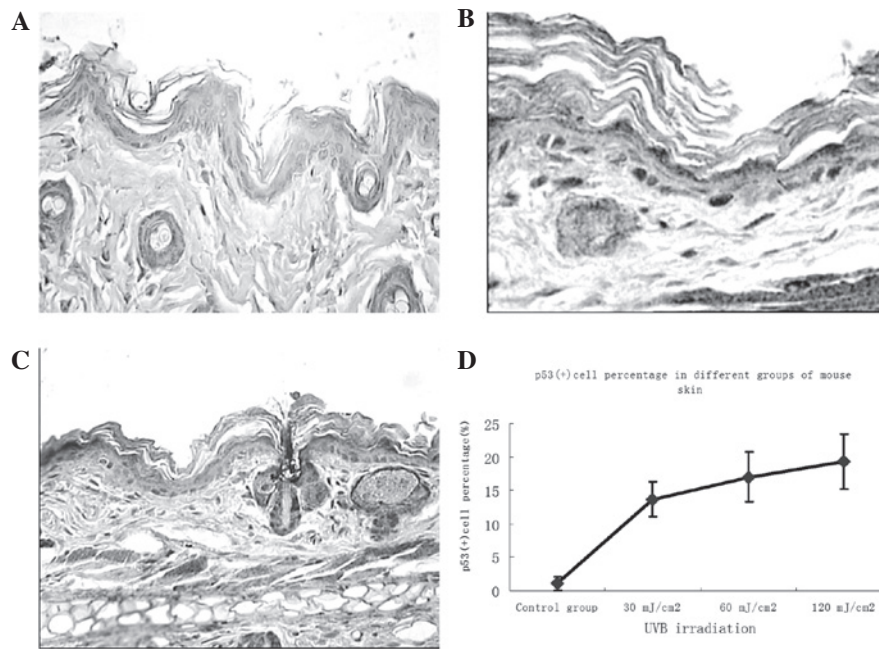 A
B
C
D
p53(+)cell percentage in different groups of mouse
skin
p53(+)cell percentage(%)
25
20
15
10
5
0
Control group 30 mJ/cm2 60 mJ/cm2 120 mJ/cm2
UVB irradiation